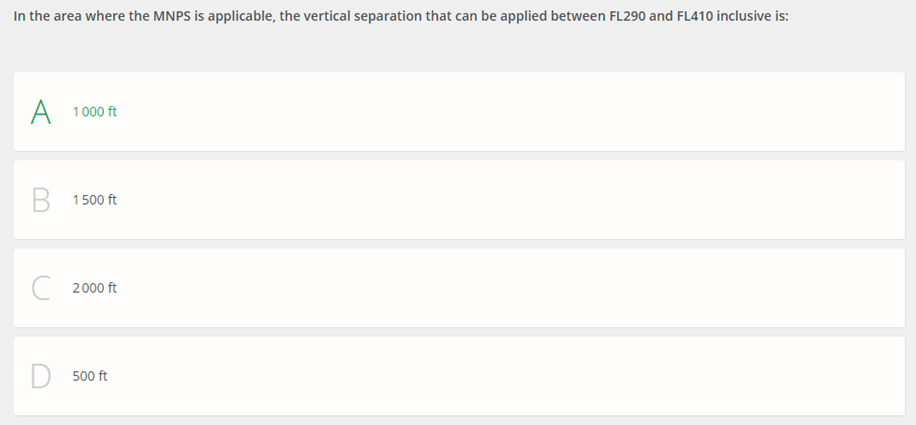 In the area where the MNPS is applicable, the vertical separation that can be applied between FL290 and FL410 inclusive is:
A 1 000 ft
B 1 500 ft
C 2 000 ft
D 500 ft